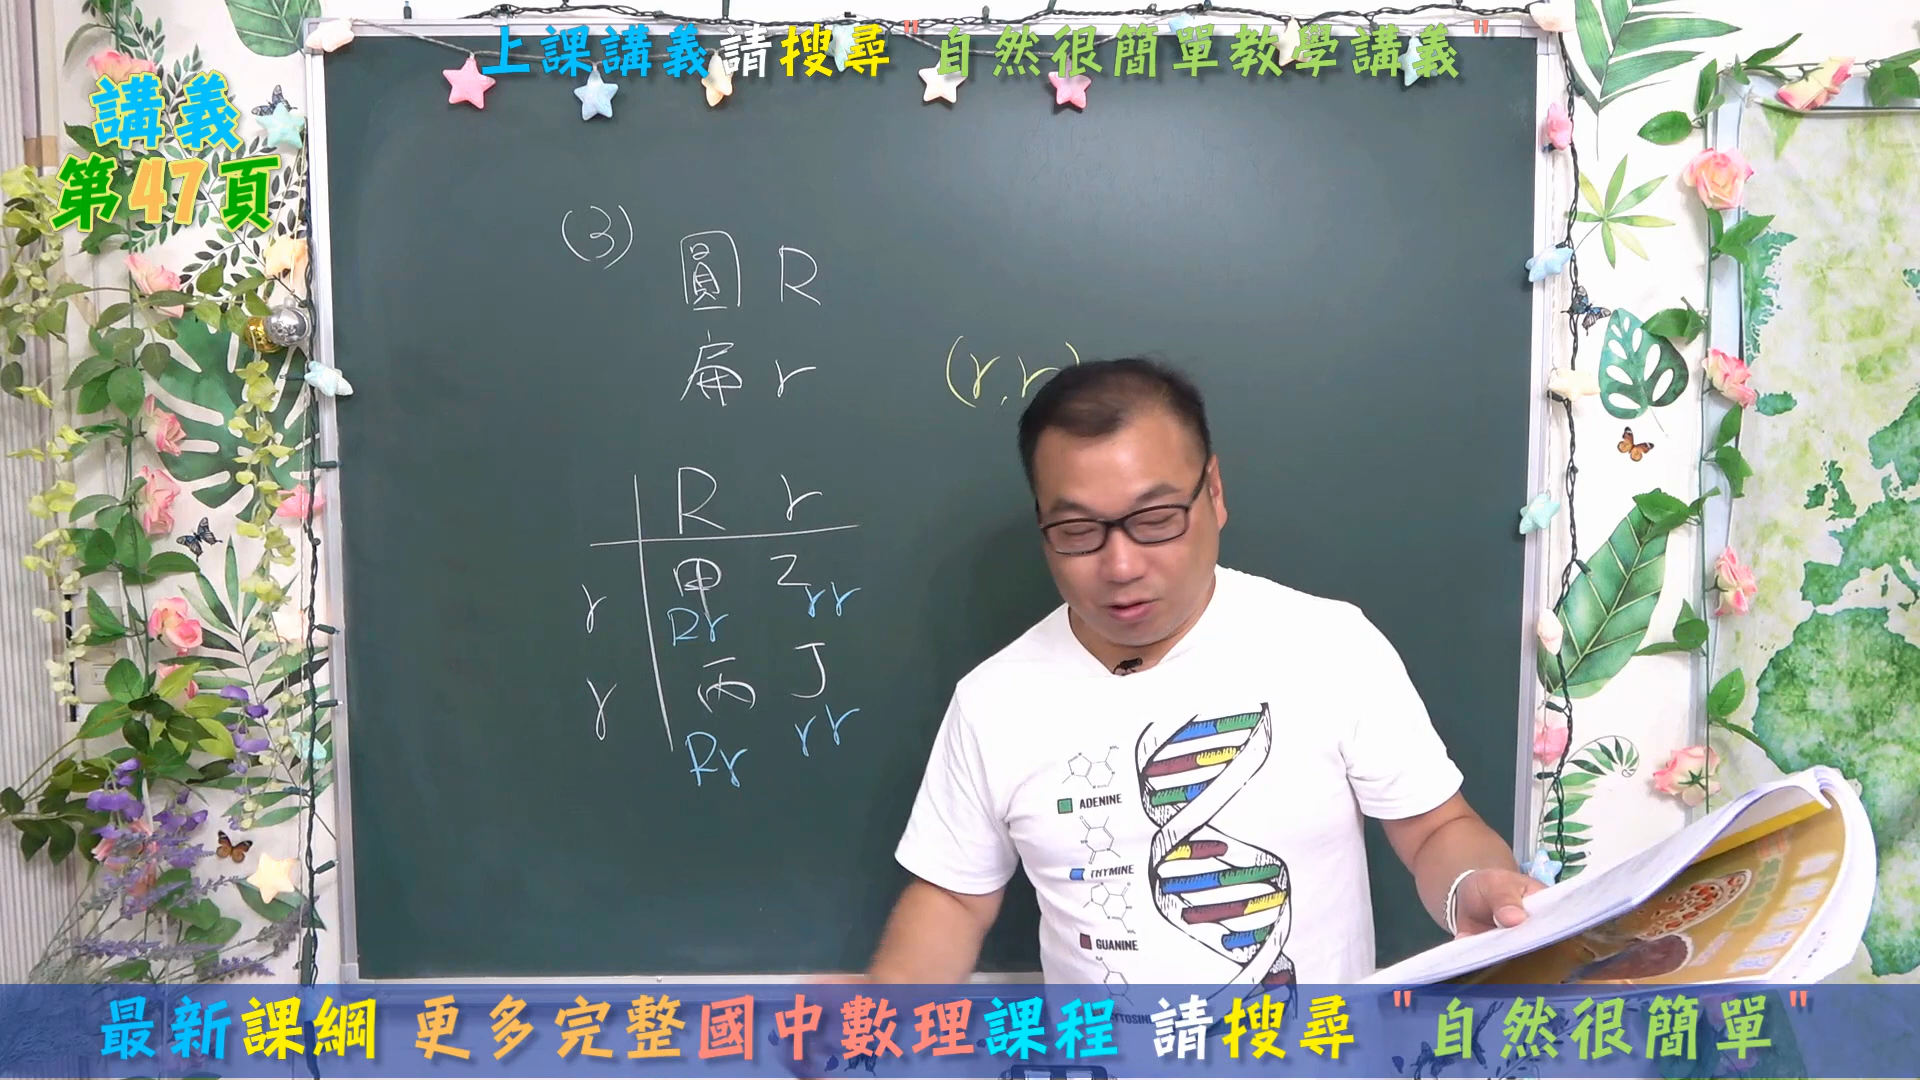 上課講義請搜尋"自然很簡單教學講義"
講義
第47頁
(3)
圓 R
扁 r
(r,r)
R r
r 甲 乙
Rr rr
r 丙 丁
Rr rr
ADENINE
THYMINE
GUANINE
最新課綱 更多完整國中數理課程 請搜尋"自然很簡單"